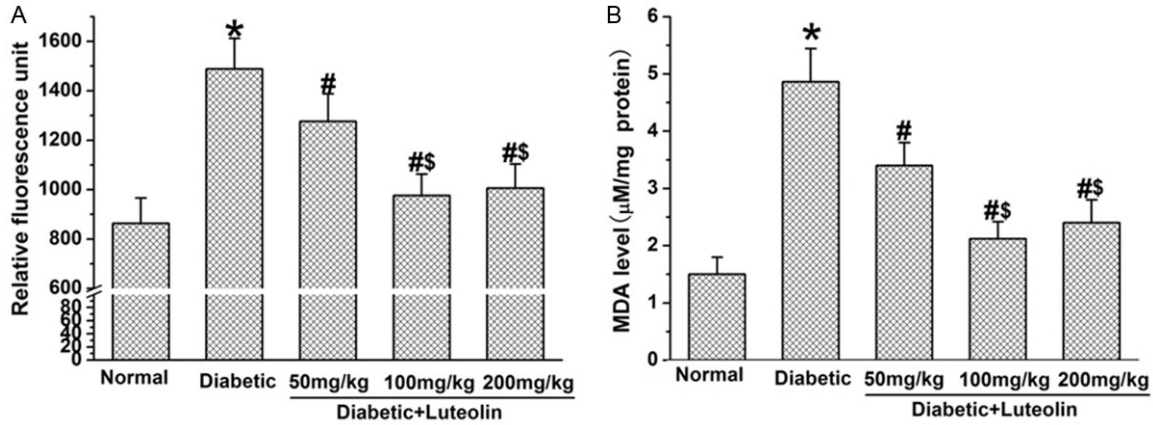 A
Relative fluorescence unit
1600
1400
1200
1000
800
600
80
60
40
20
0
*
#
#$
#$
Normal
Diabetic
50mg/kg
100mg/kg
200mg/kg
Diabetic+Luteolin
B
MDA level(μM/mg protein)
6
5
4
3
2
1
0
*
#
#$
#$
Normal
Diabetic
50mg/kg
100mg/kg
200mg/kg
Diabetic+Luteolin